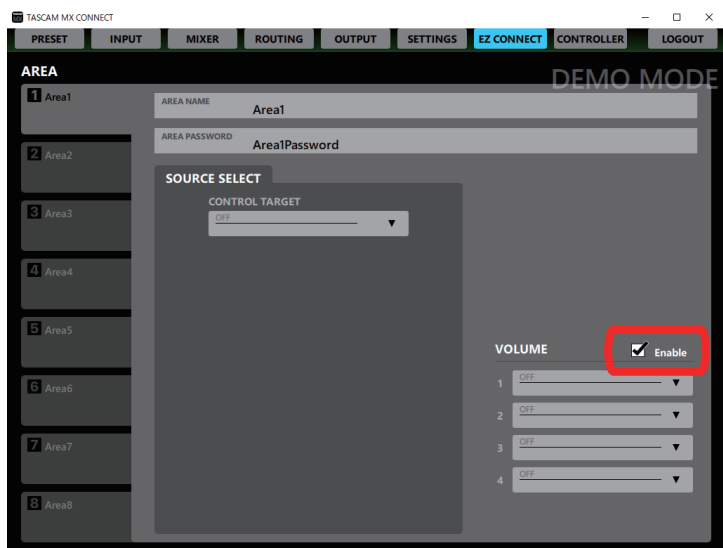 TASCAM MX CONNECT
PRESET INPUT MIXER ROUTING OUTPUT SETTINGS EZ CONNECT CONTROLLER LOGOUT
AREA
DEMO MODE
1 Area1
2 Area2
3 Area3
4 Area4
5 Area5
6 Area6
7 Area7
8 Area8
AREA NAME
Area1
AREA PASSWORD
Area1Password
SOURCE SELECT
CONTROL TARGET
OFF
VOLUME Enable
1 OFF
2 OFF
3 OFF
4 OFF